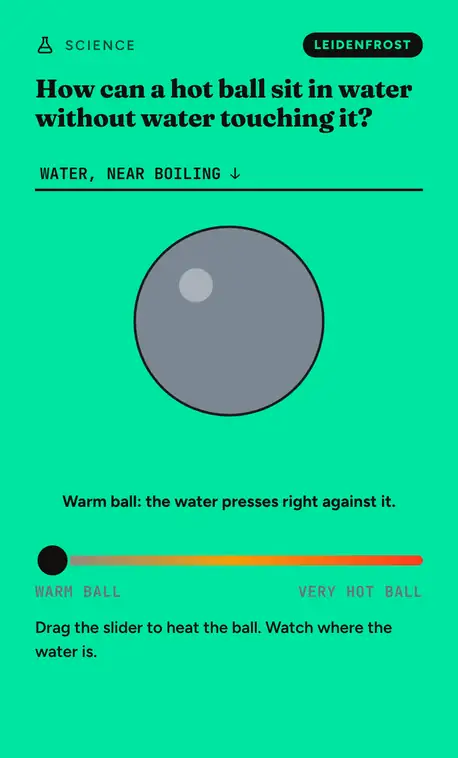 SCIENCE
LEIDENFROST
How can a hot ball sit in water
without water touching it?
WATER, NEAR BOILING ↓
Warm ball: the water presses right against it.
WARM BALL
VERY HOT BALL
Drag the slider to heat the ball. Watch where the
water is.